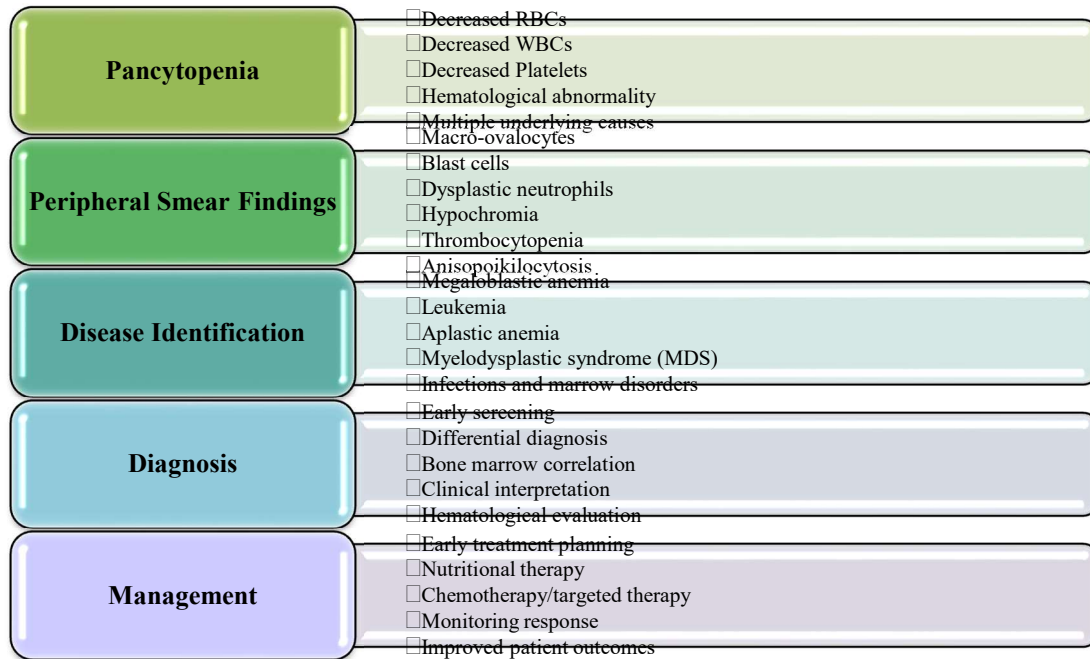 Pancytopenia
□Decreased RBCs
□Decreased WBCs
□Decreased Platelets
□Hematological abnormality
□Multiple underlying causes
Peripheral Smear Findings
□Macro-ovalocytes
□Blast cells
□Dysplastic neutrophils
□Hypochromia
□Thrombocytopenia
□Anisopoikilocytosis
Disease Identification
□Megaloblastic anemia
□Leukemia
□Aplastic anemia
□Myelodysplastic syndrome (MDS)
□Infections and marrow disorders
Diagnosis
□Early screening
□Differential diagnosis
□Bone marrow correlation
□Clinical interpretation
□Hematological evaluation
Management
□Early treatment planning
□Nutritional therapy
□Chemotherapy/targeted therapy
□Monitoring response
□Improved patient outcomes